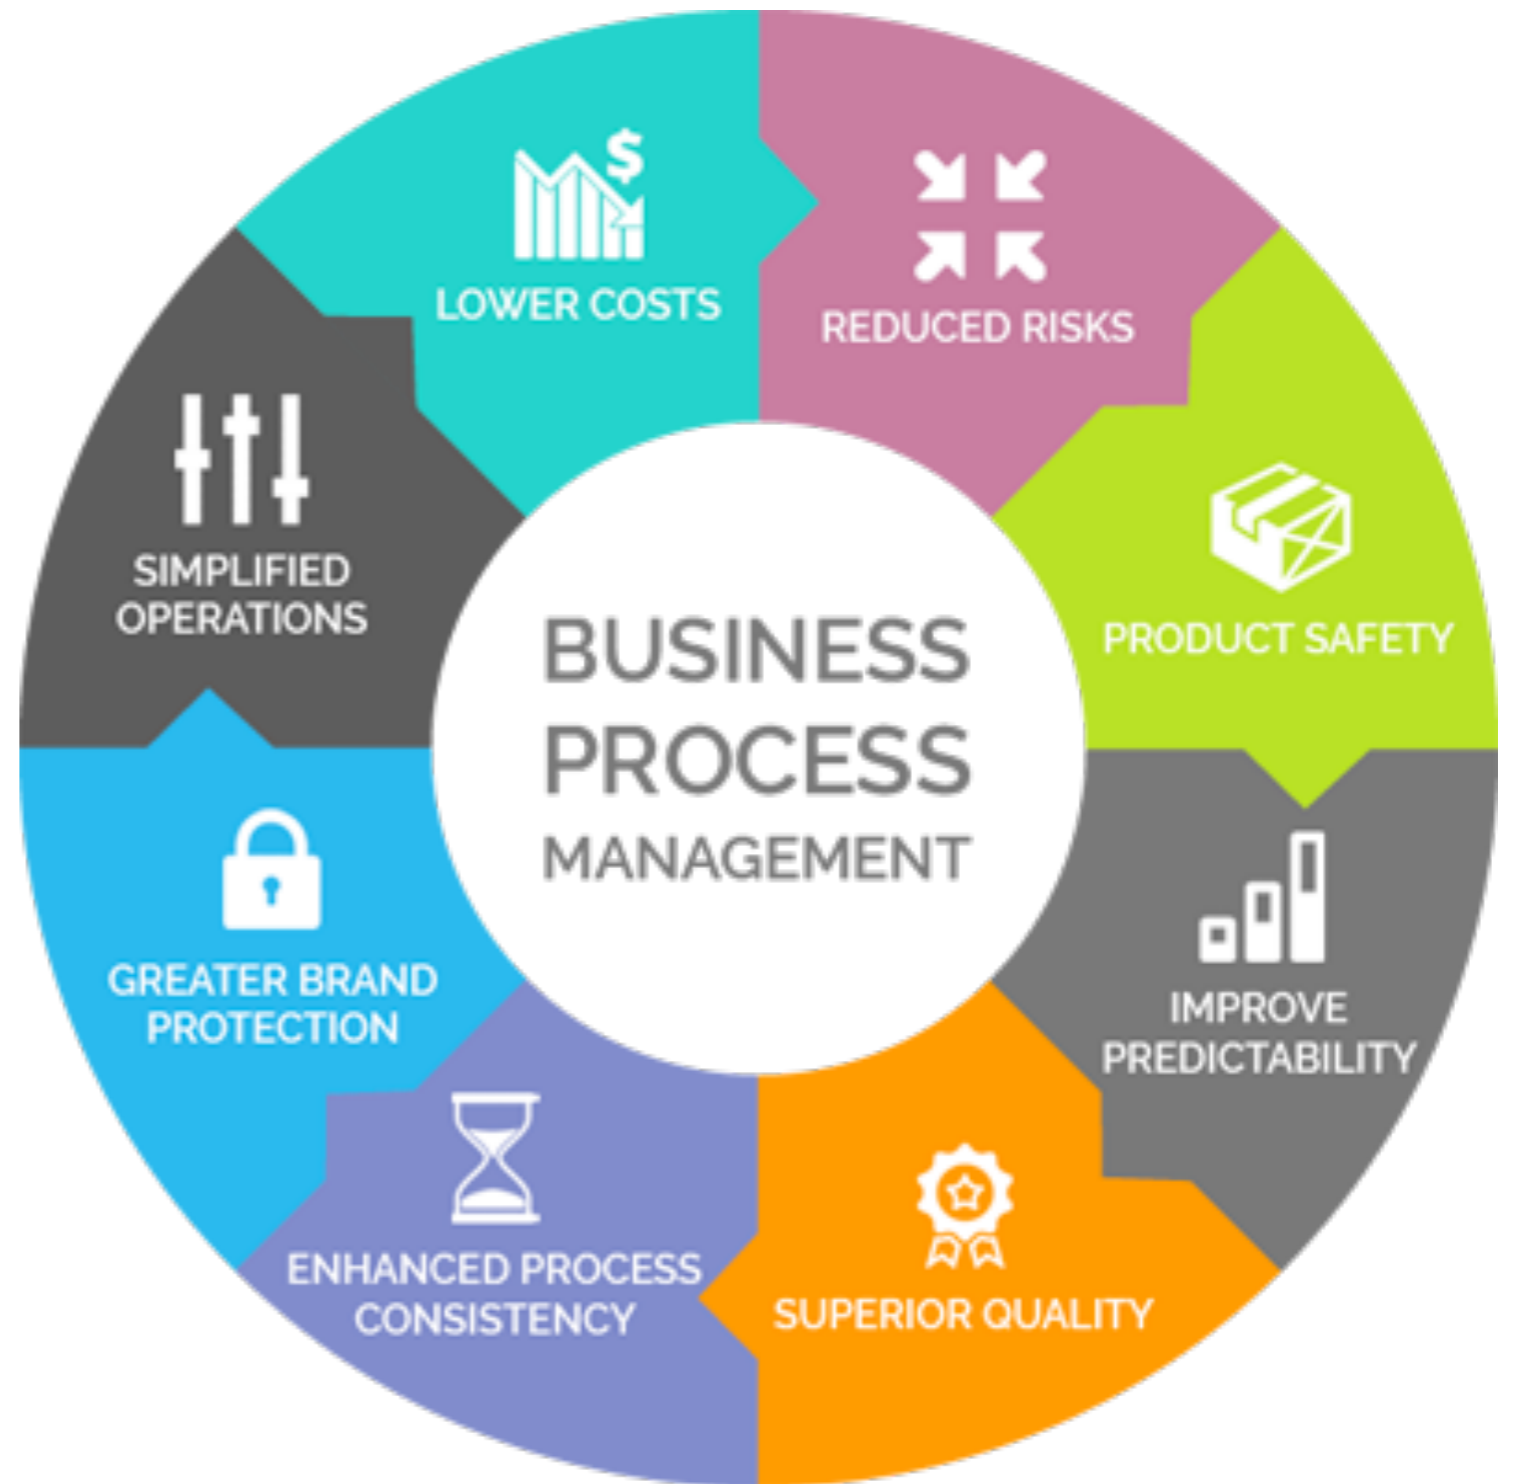 LOWER COSTS
REDUCED RISKS
PRODUCT SAFETY
IMPROVE
PREDICTABILITY
SUPERIOR QUALITY
ENHANCED PROCESS
CONSISTENCY
GREATER BRAND
PROTECTION
SIMPLIFIED
OPERATIONS
BUSINESS
PROCESS
MANAGEMENT
$